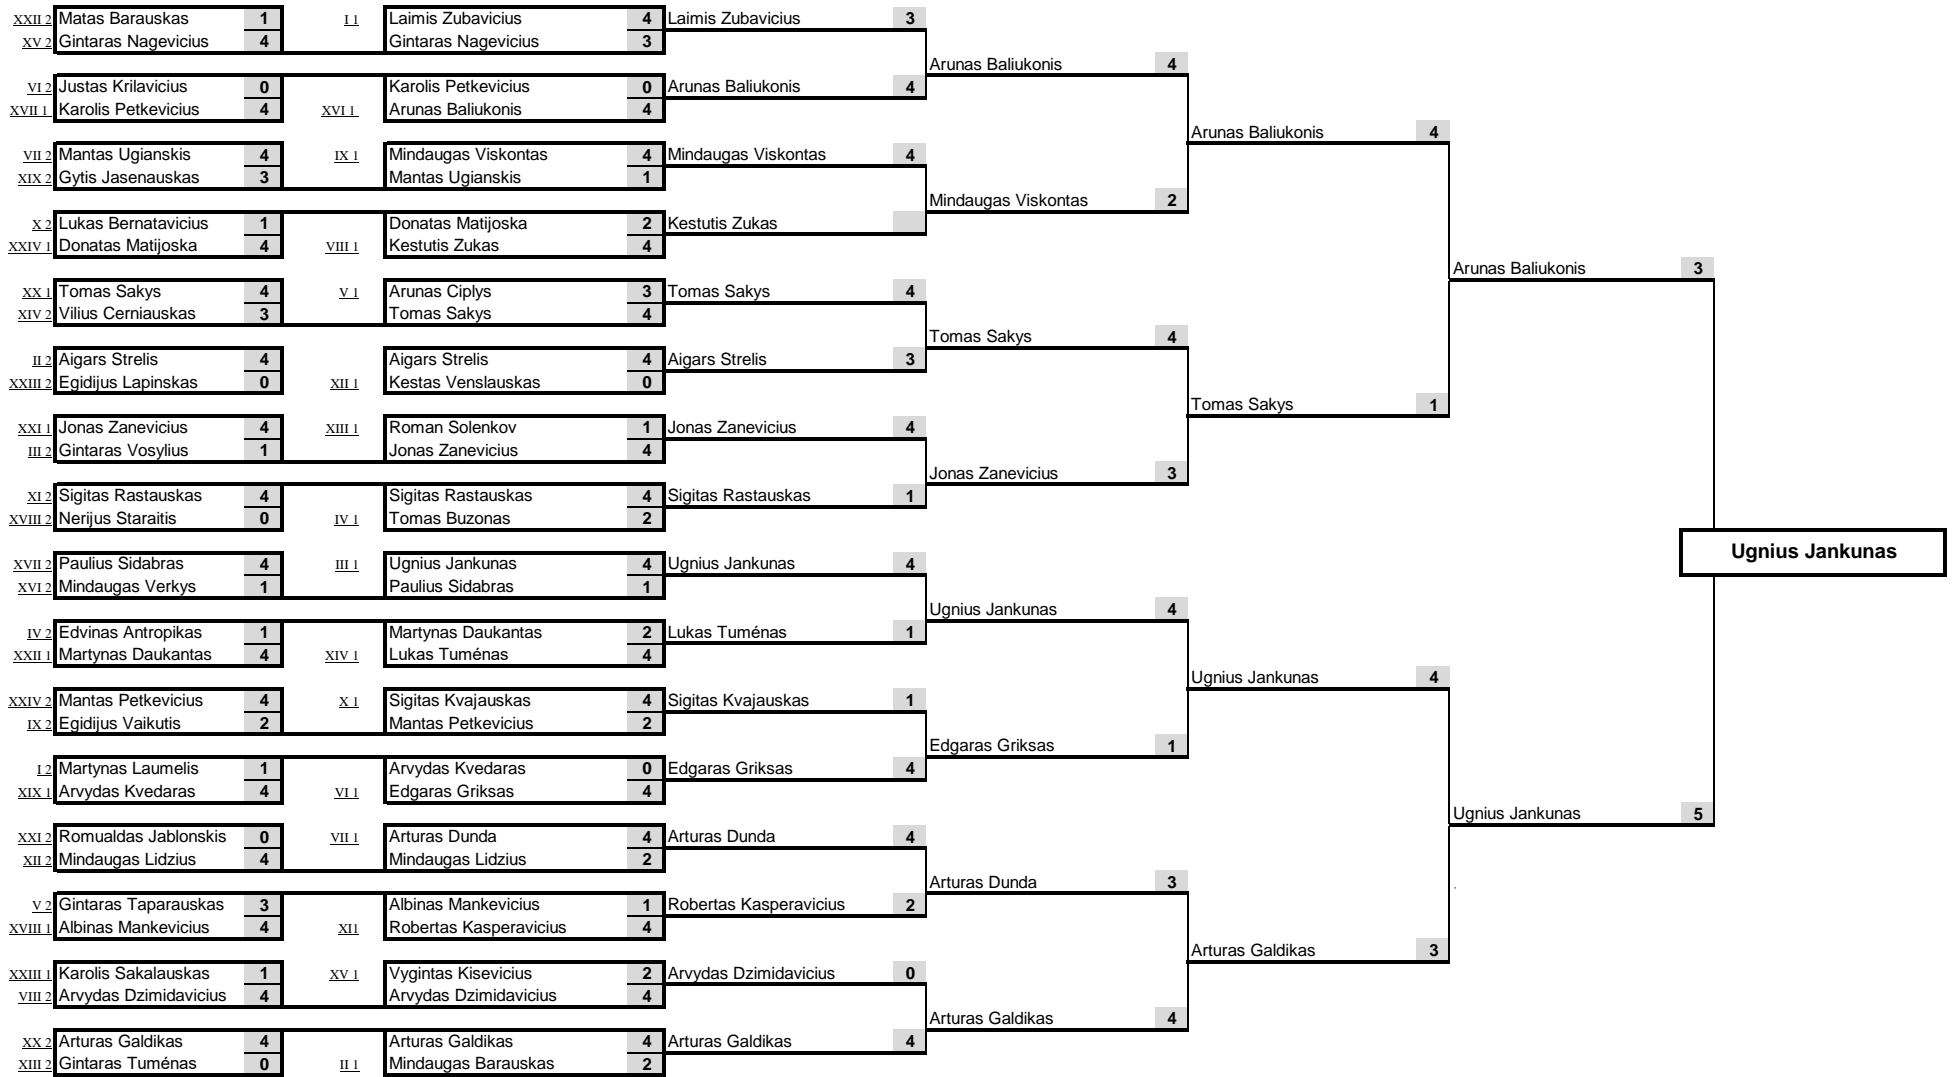 XXII 2 Matas Barauskas 1 I 1 Laimis Zubavicius 4 Laimis Zubavicius 3
XV 2 Gintaras Nagevicius 4 Gintaras Nagevicius 3
Arunas Baliukonis 4
VI 2 Justas Krilavicius 0 Karolis Petkevicius 0 Arunas Baliukonis 4
XVII 1 Karolis Petkevicius 4 XVI 1 Arunas Baliukonis 4
Arunas Baliukonis 4
VII 2 Mantas Ugianskis 4 IX 1 Mindaugas Viskontas 4 Mindaugas Viskontas 4
XIX 2 Gytis Jasenauskas 3 Mantas Ugianskis 1
Mindaugas Viskontas 2
X 2 Lukas Bernatavicius 1 Donatas Matijoska 2 Kestutis Zukas
XXIV 1 Donatas Matijoska 4 VIII 1 Kestutis Zukas 4
Arunas Baliukonis 3
XX 1 Tomas Sakys 4 V 1 Arunas Ciplys 3 Tomas Sakys 4
XIV 2 Vilius Cerniauskas 3 Tomas Sakys 4
Tomas Sakys 4
II 2 Aigars Strelis 4 Aigars Strelis 4 Aigars Strelis 3
XXIII 2 Egidijus Lapinskas 0 XII 1 Kestas Venslauskas 0
Tomas Sakys 1
XXI 1 Jonas Zanevicius 4 XIII 1 Roman Solenkov 1 Jonas Zanevicius 4
III 2 Gintaras Vosylius 1 Jonas Zanevicius 4
Jonas Zanevicius 3
XI 2 Sigitas Rastauskas 4 Sigitas Rastauskas 4 Sigitas Rastauskas 1
XVIII 2 Nerijus Staraitis 0 IV 1 Tomas Buzonas 2
Ugnius Jankunas
XVII 2 Paulius Sidabras 4 III 1 Ugnius Jankunas 4 Ugnius Jankunas 4
XVI 2 Mindaugas Verkys 1 Paulius Sidabras 1
Ugnius Jankunas 4
IV 2 Edvinas Antropikas 1 Martynas Daukantas 2 Lukas Tuménas 1
XXII 1 Martynas Daukantas 4 XIV 1 Lukas Tuménas 4
Ugnius Jankunas 4
XXIV 2 Mantas Petkevicius 4 X 1 Sigitas Kvajauskas 4 Sigitas Kvajauskas 1
IX 2 Egidijus Vaikutis 2 Mantas Petkevicius 2
Edgaras Griksas 1
I 2 Martynas Laumelis 1 Arvydas Kvedaras 0 Edgaras Griksas 4
XIX 1 Arvydas Kvedaras 4 VI 1 Edgaras Griksas 4
Ugnius Jankunas 5
XXI 2 Romualdas Jablonskis 0 VII 1 Arturas Dunda 4 Arturas Dunda 4
XII 2 Mindaugas Lidzius 4 Mindaugas Lidzius 2
Arturas Dunda 3
V 2 Gintaras Taparauskas 3 Albinas Mankevicius 1 Robertas Kasperavicius 2
XVIII 1 Albinas Mankevicius 4 XI1 Robertas Kasperavicius 4
Arturas Galdikas 3
XXIII 1 Karolis Sakalauskas 1 XV 1 Vygintas Kisevicius 2 Arvydas Dzimidavicius 0
VIII 2 Arvydas Dzimidavicius 4 Arvydas Dzimidavicius 4
Arturas Galdikas 4
XX 2 Arturas Galdikas 4 Arturas Galdikas 4 Arturas Galdikas 4
XIII 2 Gintaras Tuménas 0 II 1 Mindaugas Barauskas 2